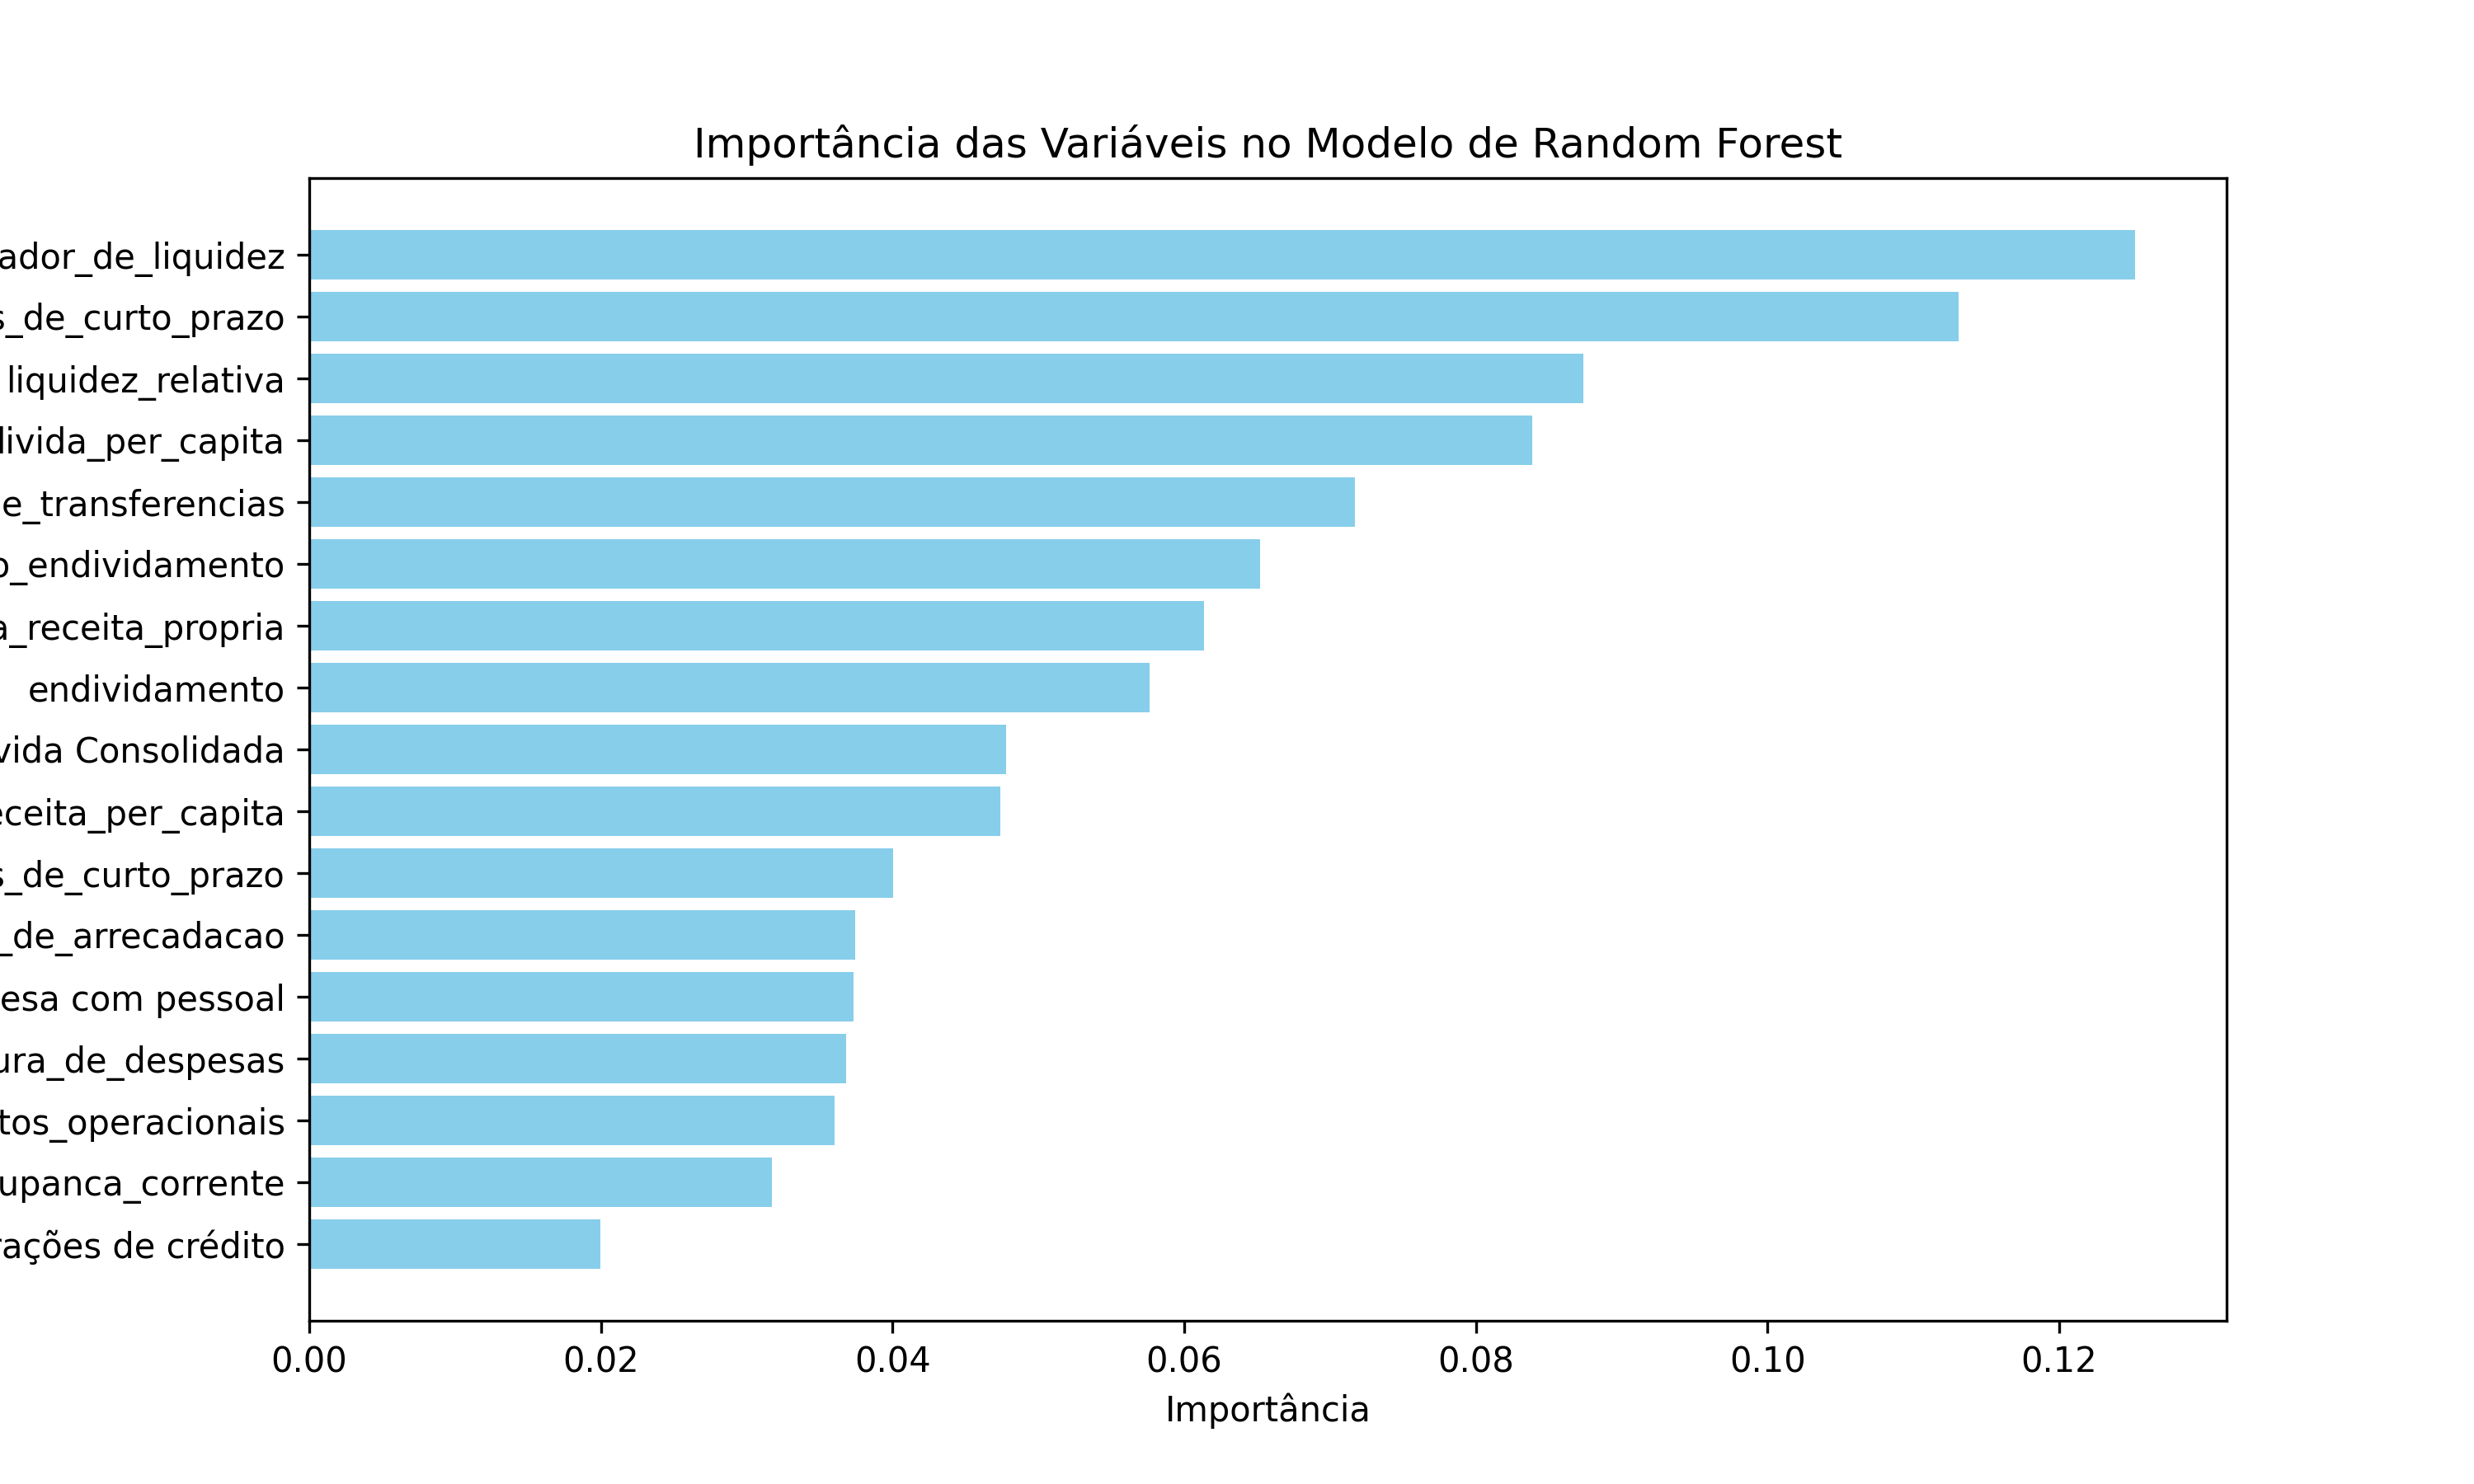 Importância das Variáveis no Modelo de Random Forest
ador_de_liquidez
s_de_curto_prazo
liquidez_relativa
divida_per_capita
e_transferencias
o_endividamento
a_receita_propria
endividamento
vida Consolidada
eceita_per_capita
s_de_curto_prazo
_de_arrecadacao
esa com pessoal
ura_de_despesas
tos_operacionais
upanca_corrente
rações de crédito
0.00 0.02 0.04 0.06 0.08 0.10 0.12
Importância